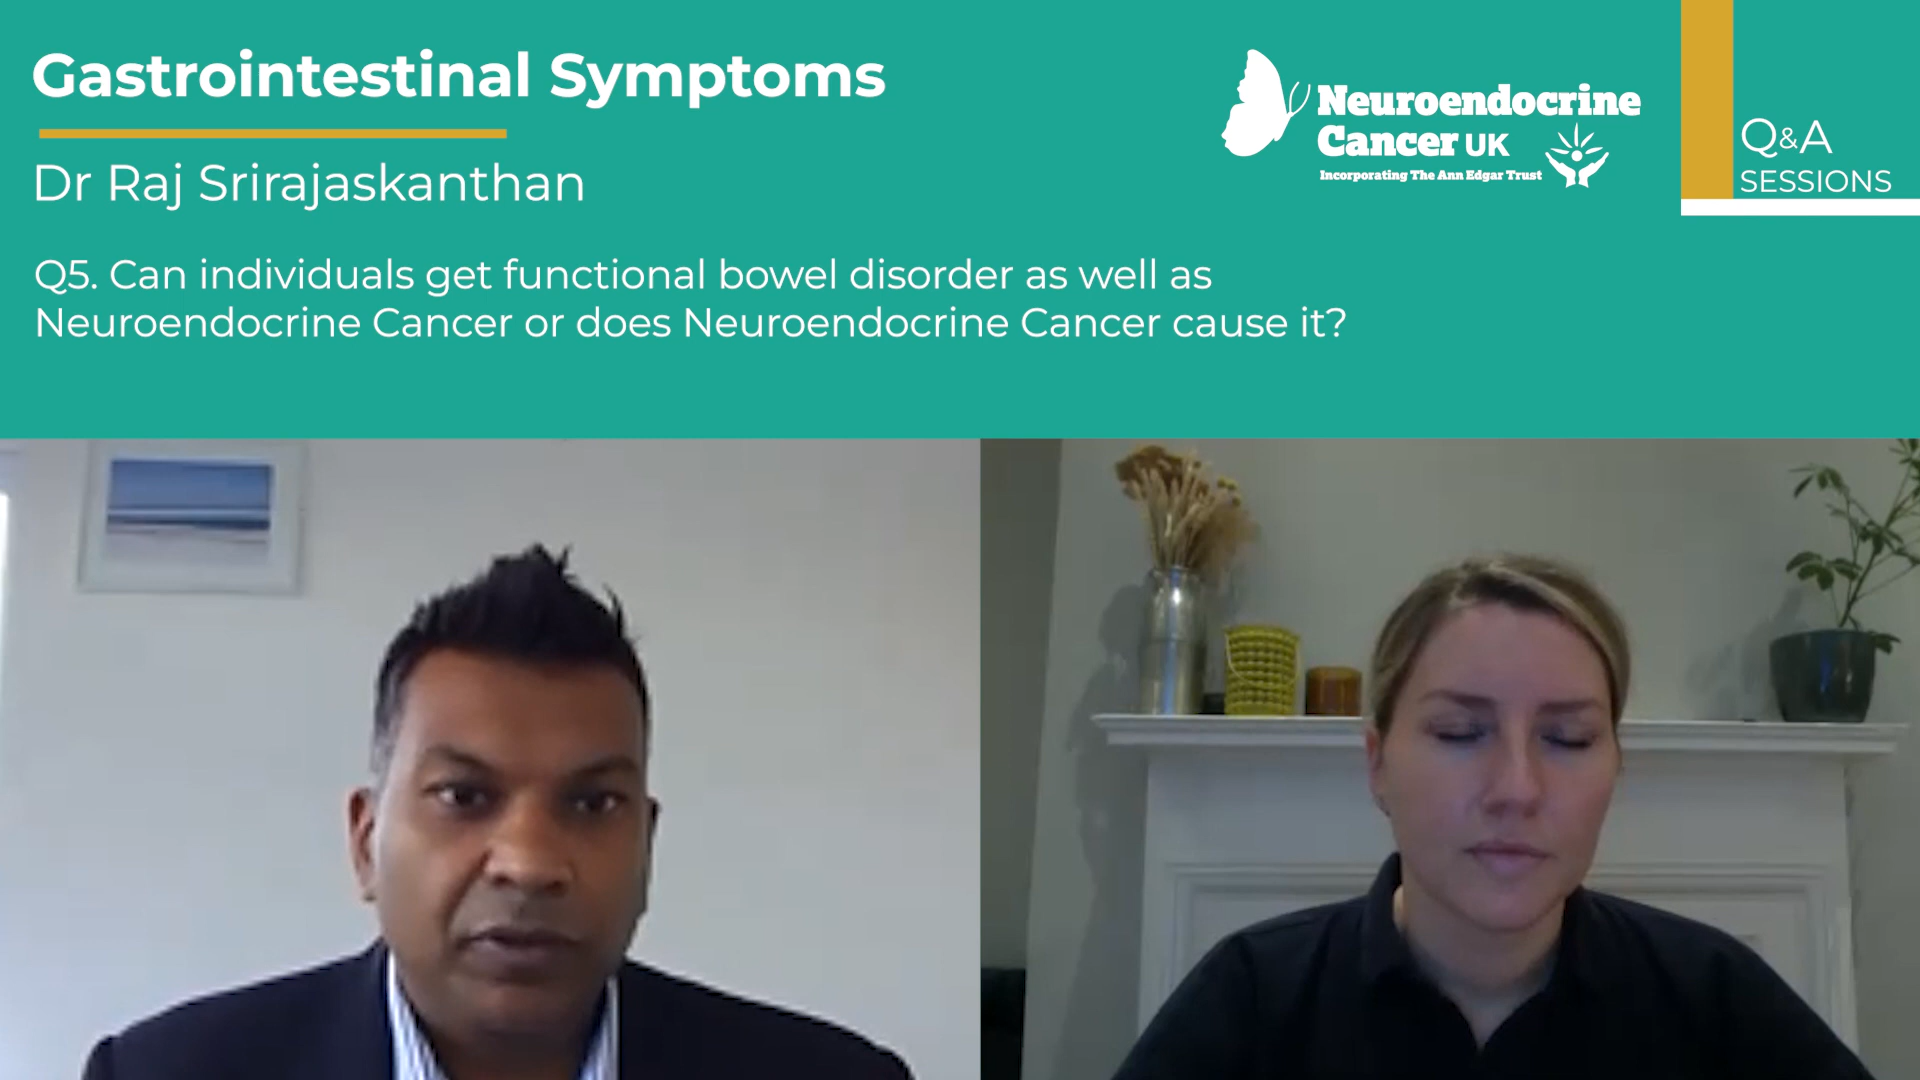 Gastrointestinal Symptoms
Dr Raj Srirajaskanthan
Q5. Can individuals get functional bowel disorder as well as
Neuroendocrine Cancer or does Neuroendocrine Cancer cause it?
Neuroendocrine
Cancer UK
Incorporating The Ann Edgar Trust
Q&A
SESSIONS